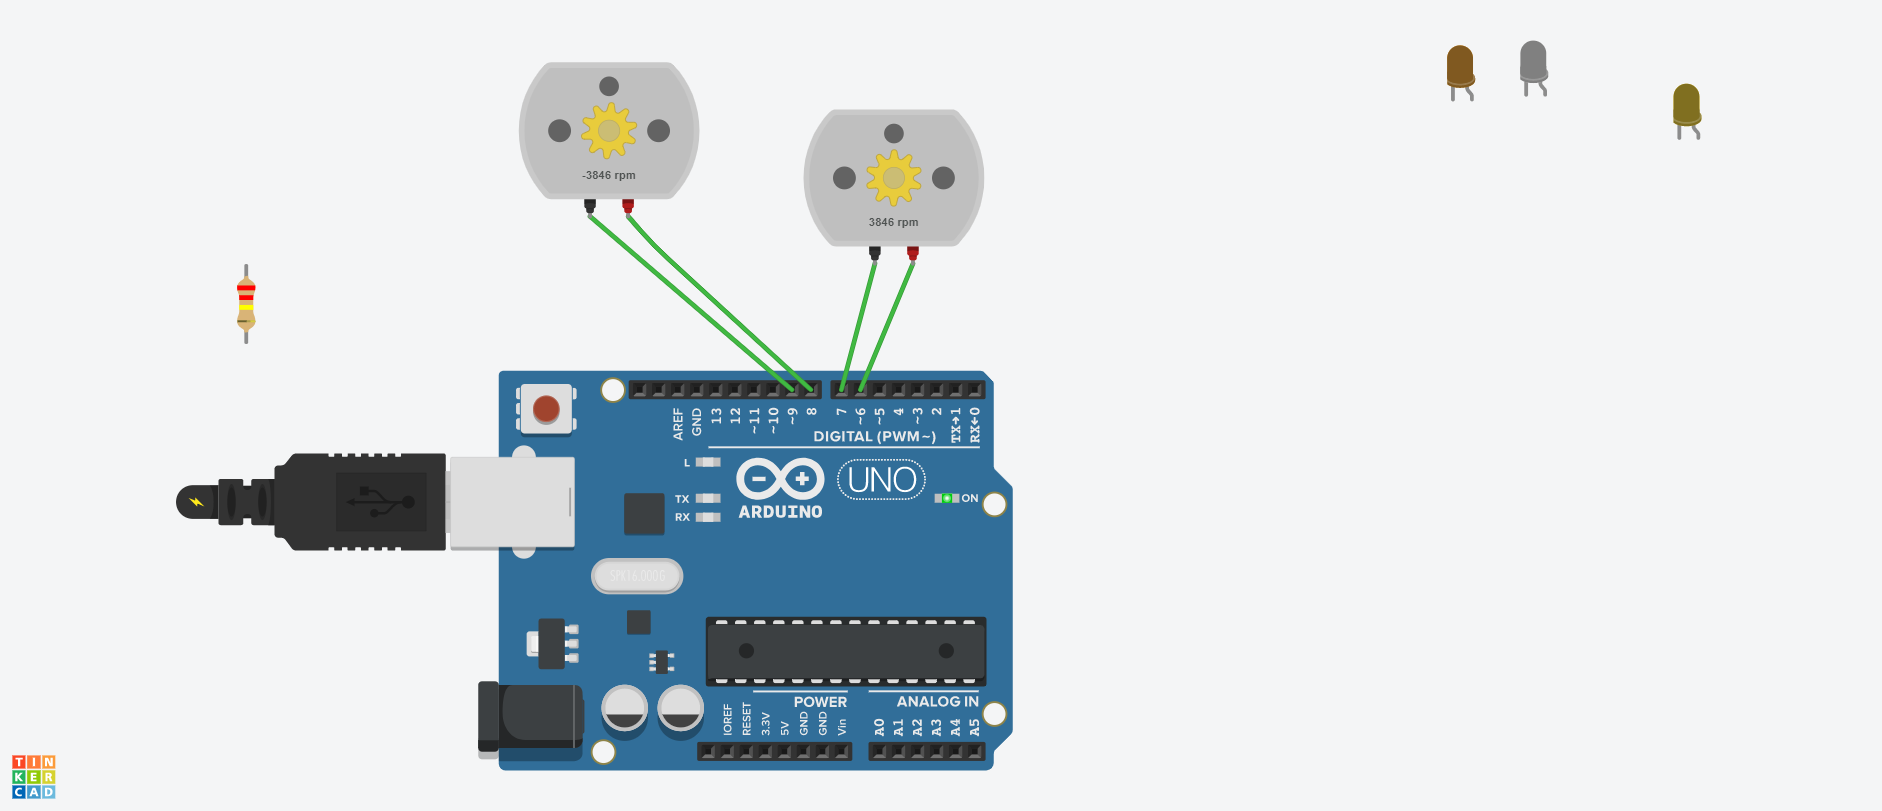 -3846 rpm
3846 rpm
AREF
GND
13
12
~11
~10
~9
8
7
~6
~5
4
~3
2
TX→1
RX←0
DIGITAL (PWM~)
L
TX
RX
UNO
ON
ARDUINO
SPK16.000G
IOREF
RESET
3.3V
5V
GND
GND
Vin
POWER
ANALOG IN
A0
A1
A2
A3
A4
A5
TIN
KER
CAD